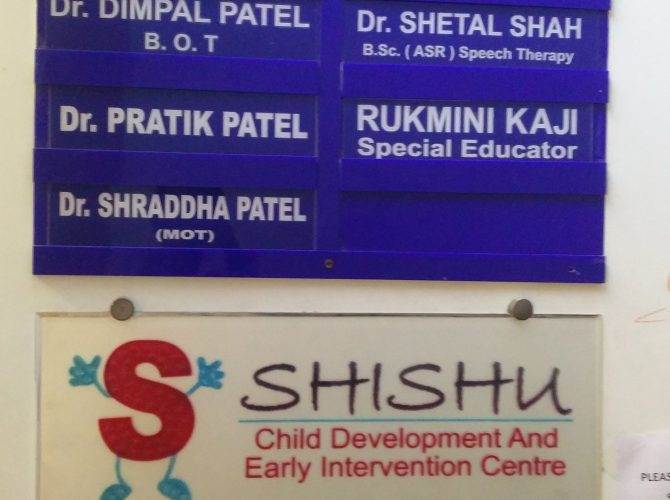 Dr. DIMPAL PATEL
B. O. T
Dr. SHETAL SHAH
B.Sc. ( ASR ) Speech Therapy
Dr. PRATIK PATEL
RUKMINI KAJI
Special Educator
Dr. SHRADDHA PATEL
(MOT)
S SHISHU
Child Development And
Early Intervention Centre